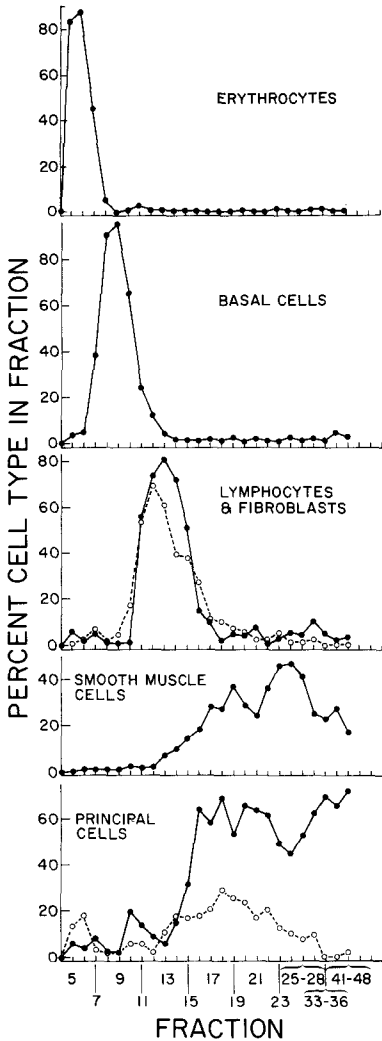 PERCENT CELL TYPE IN FRACTION
80
60
40
20
0
ERYTHROCYTES
80
60
40
20
0
BASAL CELLS
80
60
40
20
0
LYMPHOCYTES
& FIBROBLASTS
40
20
0
SMOOTH MUSCLE
CELLS
60
40
20
0
PRINCIPAL
CELLS
5 9 13 17 21 25-28 41-48
7 11 15 19 23 33-36
FRACTION